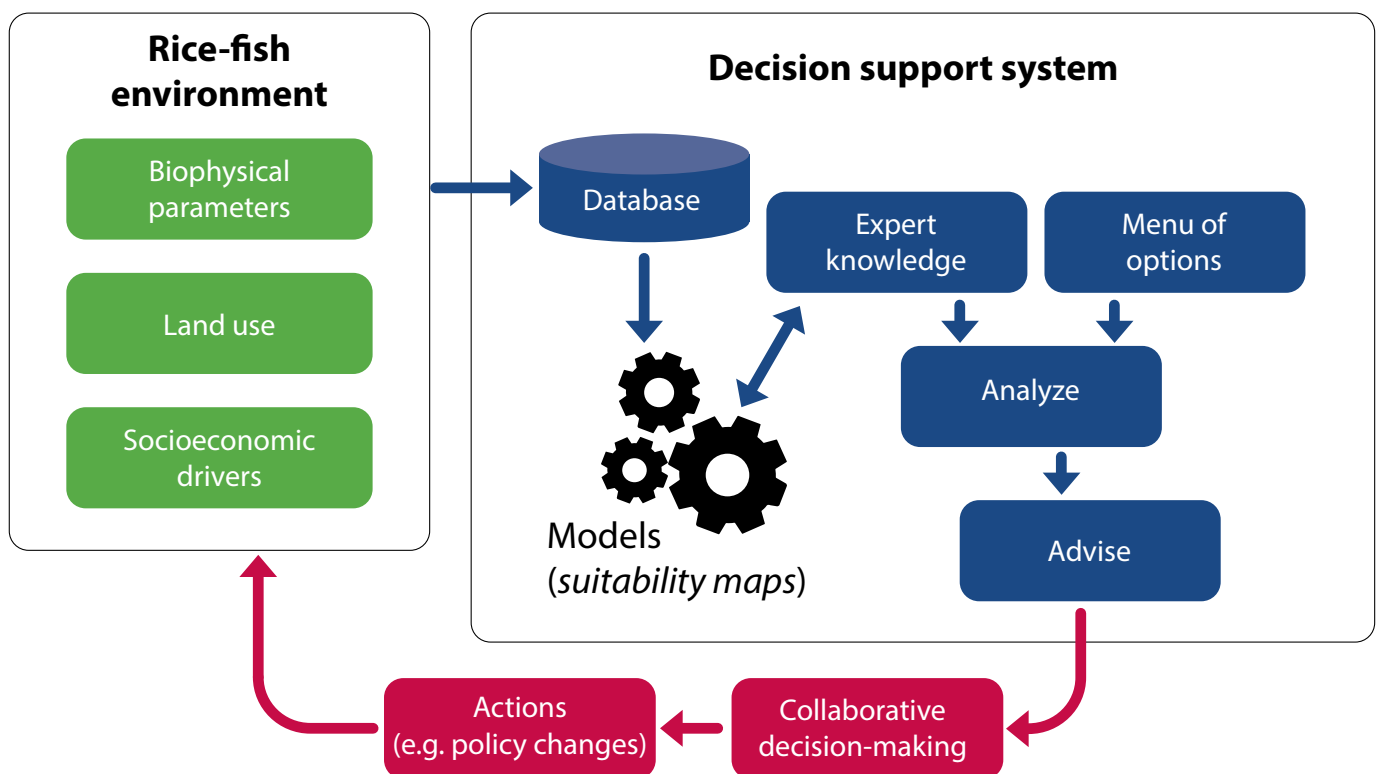 Rice-fish
environment
Biophysical
parameters
Land use
Socioeconomic
drivers
Decision support system
Database
Expert
knowledge
Menu of
options
Analyze
Models
(suitability maps)
Advise
Collaborative
decision-making
Actions
(e.g. policy changes)